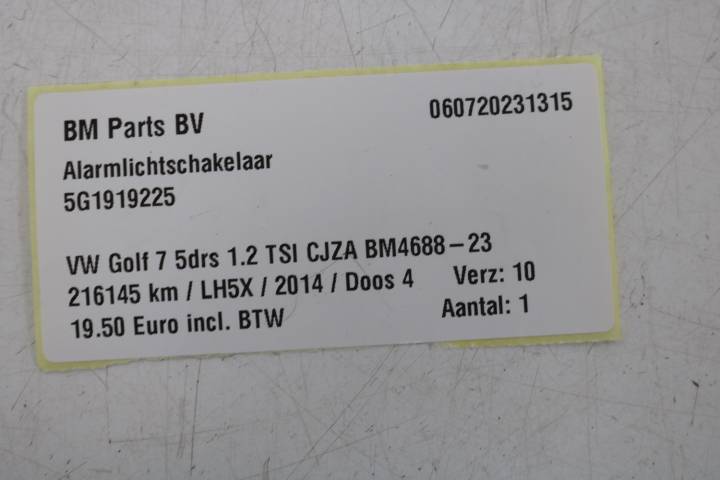 BM Parts BV 060720231315
Alarmlichtschakelaar
5G1919225
VW Golf 7 5drs 1.2 TSI CJZA BM4688-23
216145 km / LH5X / 2014 / Doos 4 Verz: 10
19.50 Euro incl. BTW Aantal: 1